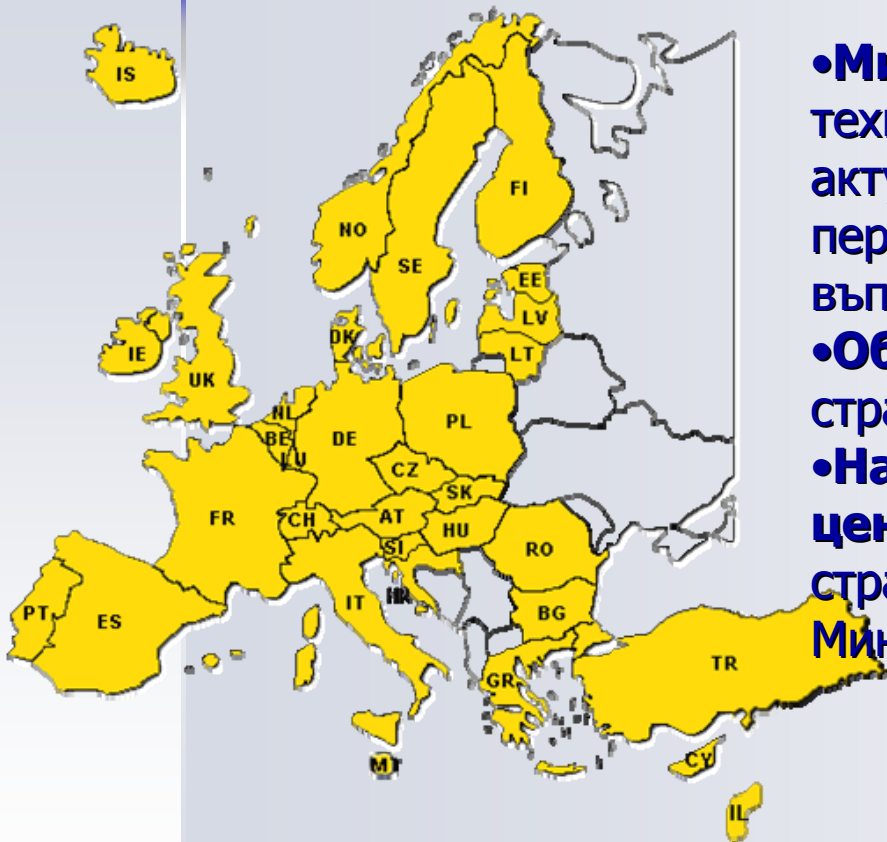 IS
FI
NO
SE
EE
LV
DK
IE
LT
UK
NL
BE
DE
PL
LU
CZ
SK
FR
CH
AT
HU
SI
RO
HR
IT
PT
ES
BG
TR
GR
MT
CY
IL
•Ми
техн
акту
пер
въп
•Об
стра
•На
цен
стра
Мин